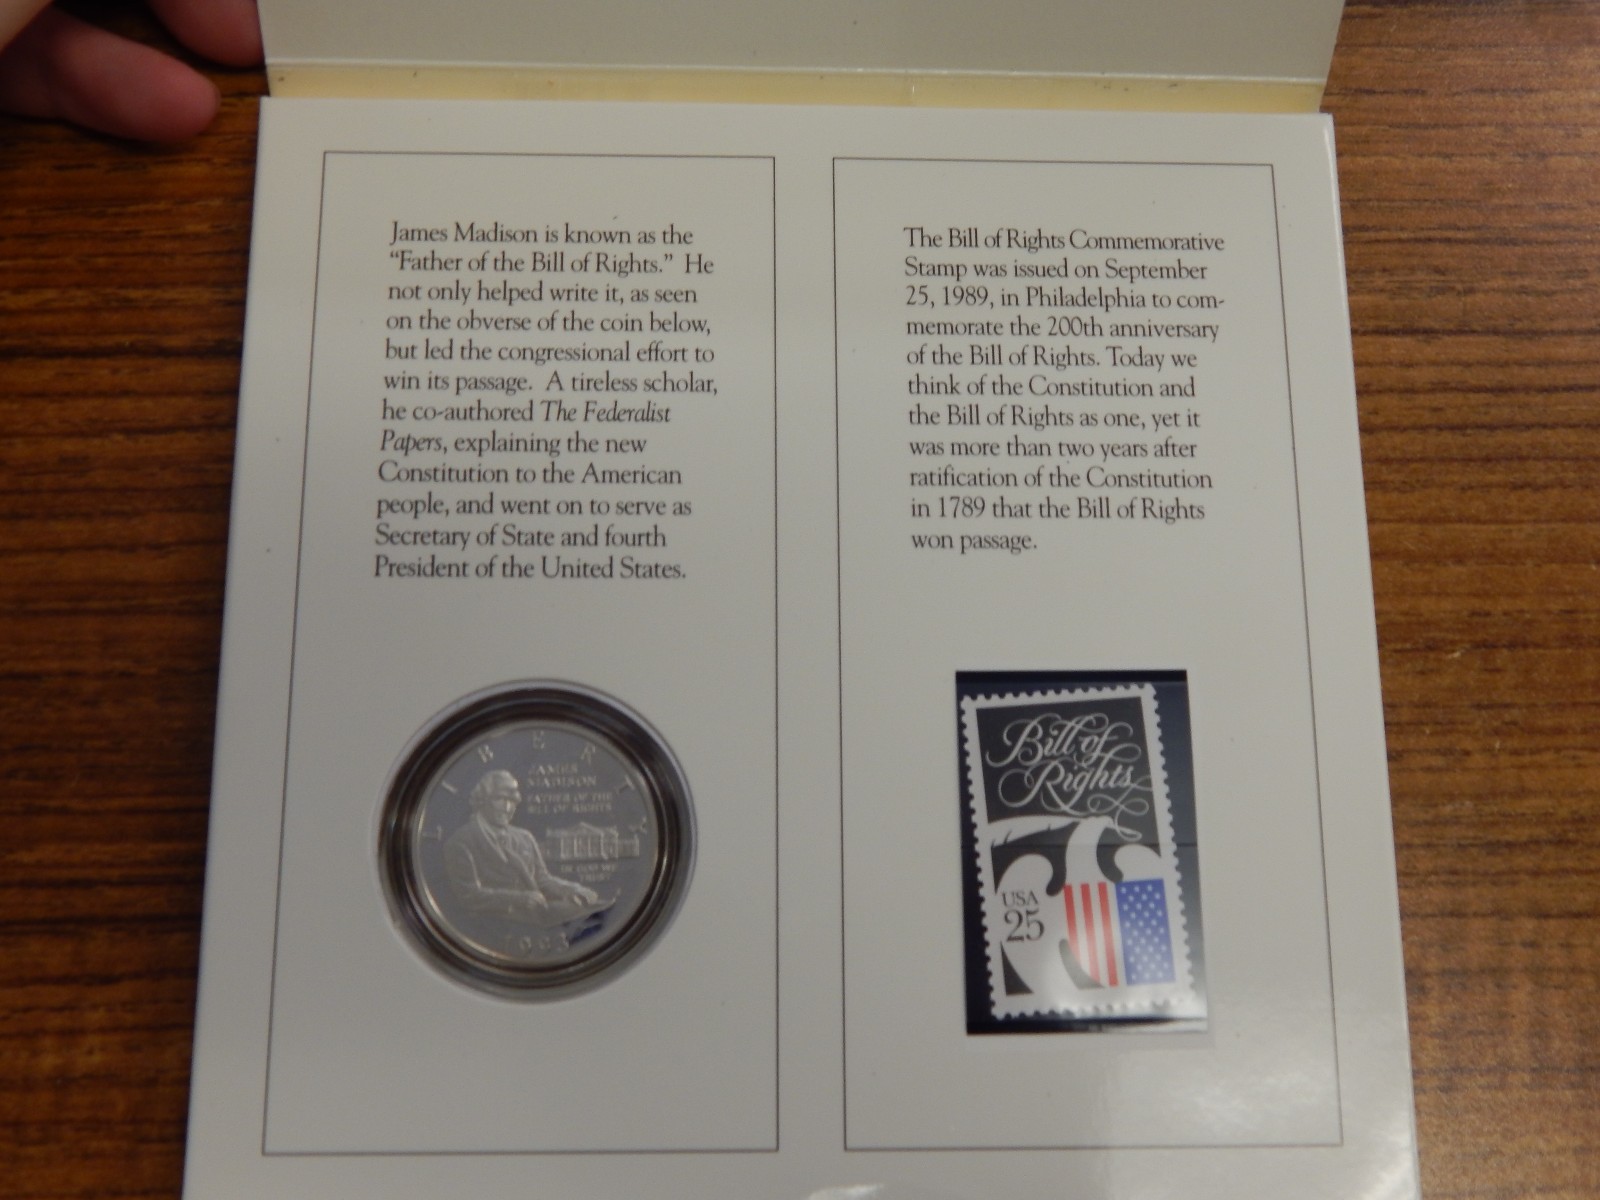 James Madison is known as the
“Father of the Bill of Rights.” He
not only helped write it, as seen
on the obverse of the coin below,
but led the congressional effort to
win its passage. A tireless scholar,
he co-authored The Federalist
Papers, explaining the new
Constitution to the American
people, and went on to serve as
Secretary of State and fourth
President of the United States.
LIBERTY
JAMES
MADISON
FATHER OF THE
BILL OF RIGHTS
IN GOD WE
TRUST
1993
The Bill of Rights Commemorative
Stamp was issued on September
25, 1989, in Philadelphia to com-
memorate the 200th anniversary
of the Bill of Rights. Today we
think of the Constitution and
the Bill of Rights as one, yet it
was more than two years after
ratification of the Constitution
in 1789 that the Bill of Rights
won passage.
Bill of
Rights
USA
25